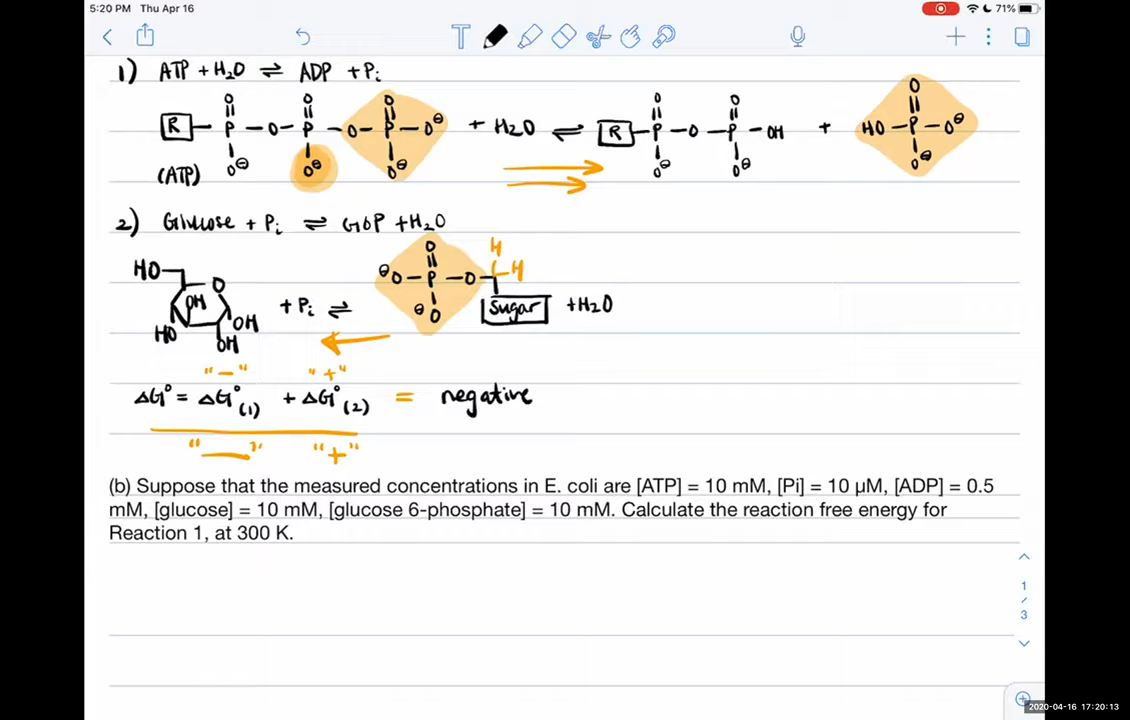 5:20 PM Thu Apr 16
71%
1) ATP + H2O ⇌ ADP + Pi
O O O O O O
R P O P O P O⊖ + H2O ⇌ R P O P OH + HO P O⊖
(ATP) O⊖ O⊖ O⊖ O⊖ O⊖ O⊖
2) Glucose + Pi ⇌ G6P + H2O
O H
HO O ⊖O P O H
OH + Pi ⇌ ⊖O Sugar + H2O
HO OH OH
"−" "+"
ΔG° = ΔG°(1) + ΔG°(2) = negative
"—" "+"
(b) Suppose that the measured concentrations in E. coli are [ATP] = 10 mM, [Pi] = 10 µM, [ADP] = 0.5
mM, [glucose] = 10 mM, [glucose 6-phosphate] = 10 mM. Calculate the reaction free energy for
Reaction 1, at 300 K.
1
/
3
2020-04-16 17:20:13